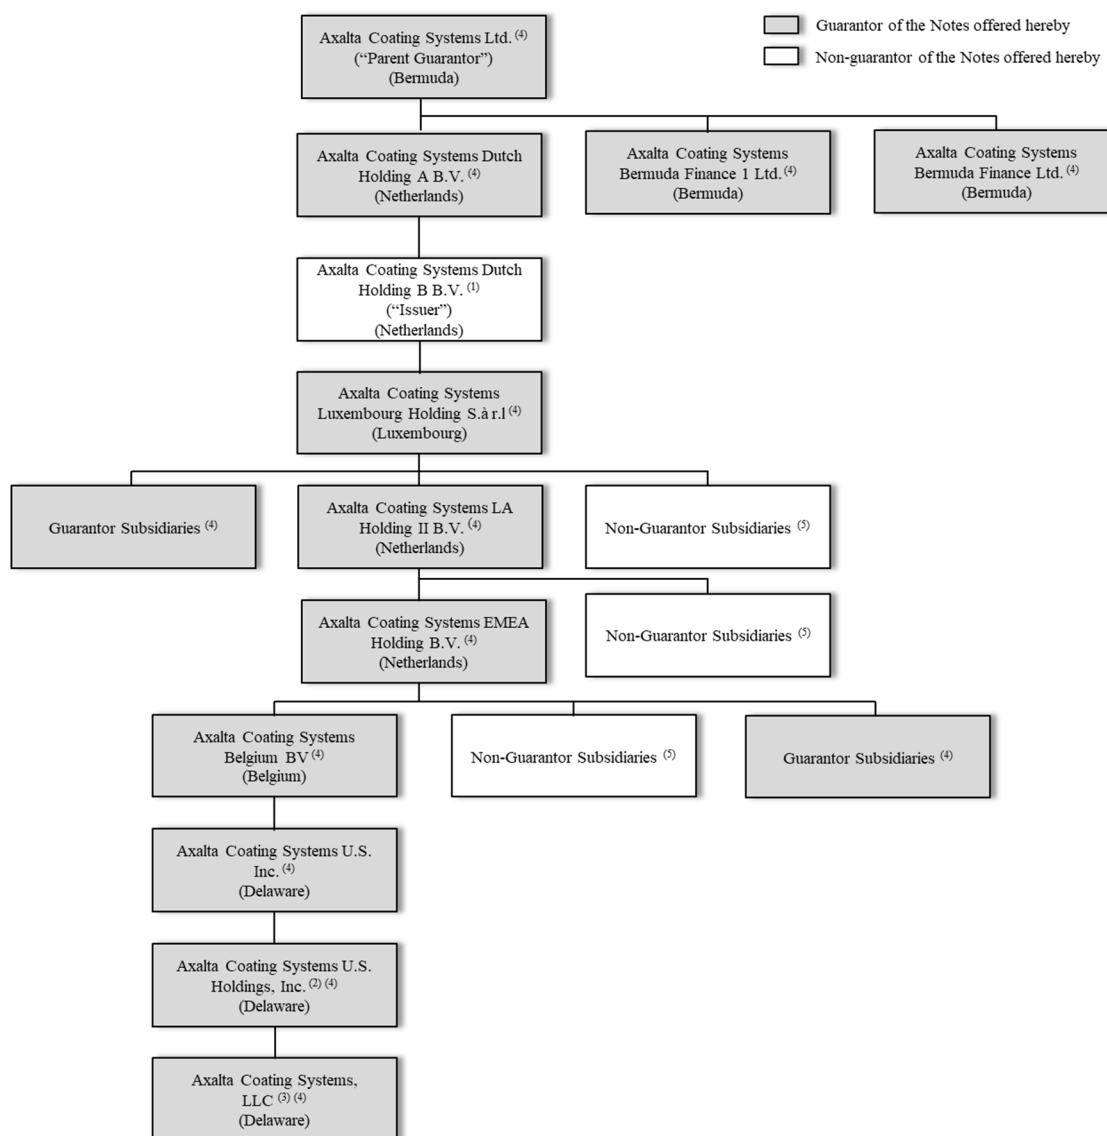 Axalta Coating Systems Ltd. (4)
(“Parent Guarantor”)
(Bermuda)
Guarantor of the Notes offered hereby
Non-guarantor of the Notes offered hereby
Axalta Coating Systems Dutch
Holding A B.V. (4)
(Netherlands)
Axalta Coating Systems
Bermuda Finance 1 Ltd. (4)
(Bermuda)
Axalta Coating Systems
Bermuda Finance Ltd. (4)
(Bermuda)
Axalta Coating Systems Dutch
Holding B B.V. (1)
(“Issuer”)
(Netherlands)
Axalta Coating Systems
Luxembourg Holding S.à r.l (4)
(Luxembourg)
Guarantor Subsidiaries (4)
Axalta Coating Systems LA
Holding II B.V. (4)
(Netherlands)
Non-Guarantor Subsidiaries (5)
Axalta Coating Systems EMEA
Holding B.V. (4)
(Netherlands)
Non-Guarantor Subsidiaries (5)
Axalta Coating Systems
Belgium BV (4)
(Belgium)
Non-Guarantor Subsidiaries (5)
Guarantor Subsidiaries (4)
Axalta Coating Systems U.S.
Inc. (4)
(Delaware)
Axalta Coating Systems U.S.
Holdings, Inc. (2) (4)
(Delaware)
Axalta Coating Systems,
LLC (3) (4)
(Delaware)